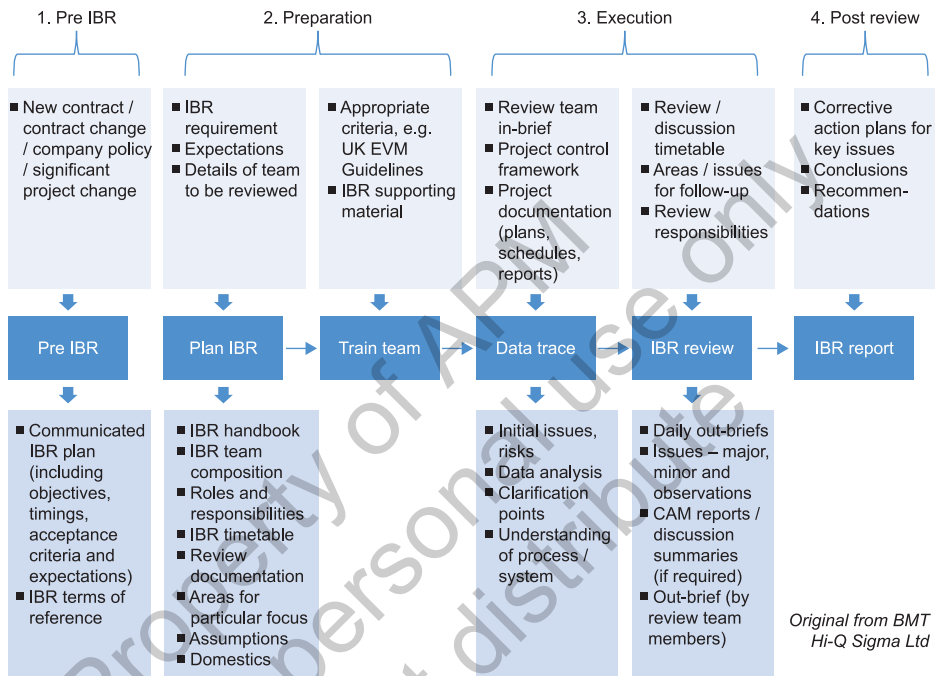 1. Pre IBR
2. Preparation
3. Execution
4. Post review
■ New contract /
contract change
/ company policy
/ significant
project change
■ IBR
requirement
■ Expectations
■ Details of team
to be reviewed
■ Appropriate
criteria, e.g.
UK EVM
Guidelines
■ IBR supporting
material
■ Review team
in-brief
■ Project control
framework
■ Project
documentation
(plans,
schedules,
reports)
■ Review /
discussion
timetable
■ Areas / issues
for follow-up
■ Review
responsibilities
■ Corrective
action plans for
key issues
■ Conclusions
■ Recommen-
dations
Pre IBR
Plan IBR
Train team
Data trace
IBR review
IBR report
■ Communicated
IBR plan
(including
objectives,
timings,
acceptance
criteria and
expectations)
■ IBR terms of
reference
■ IBR handbook
■ IBR team
composition
■ Roles and
responsibilities
■ IBR timetable
■ Review
documentation
■ Areas for
particular focus
■ Assumptions
■ Domestics
■ Initial issues,
risks
■ Data analysis
■ Clarification
points
■ Understanding
of process /
system
■ Daily out-briefs
■ Issues – major,
minor and
observations
■ CAM reports /
discussion
summaries
(if required)
■ Out-brief (by
review team
members)
Original from BMT
Hi-Q Sigma Ltd
Property of APM
personal use only
distribute